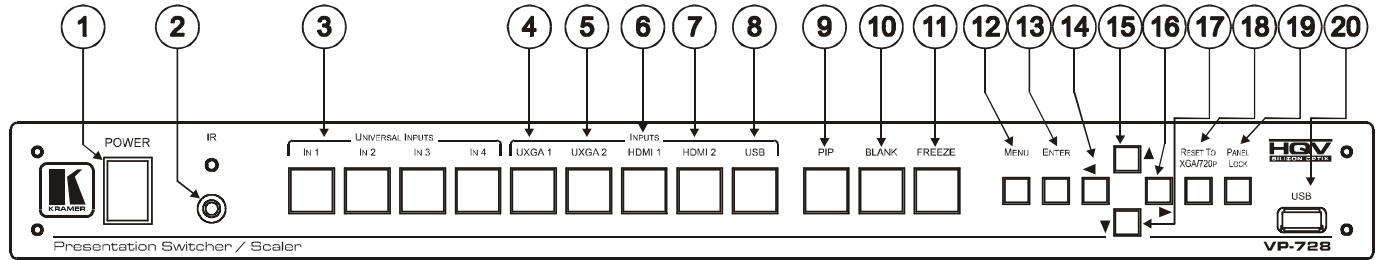 1 2 3 4 5 6 7 8 9 10 11 12 13 14 15 16 17 18 19 20
POWER
IR
UNIVERSAL INPUTS
INPUTS
IN 1 IN 2 IN 3 IN 4 UXGA 1 UXGA 2 HDMI 1 HDMI 2 USB
PIP BLANK FREEZE
MENU ENTER
RESET TO
XGA/720P
PANEL
LOCK
HQV
SILICON OPTIX
USB
K
KRAMER
Presentation Switcher / Scaler
VP-728